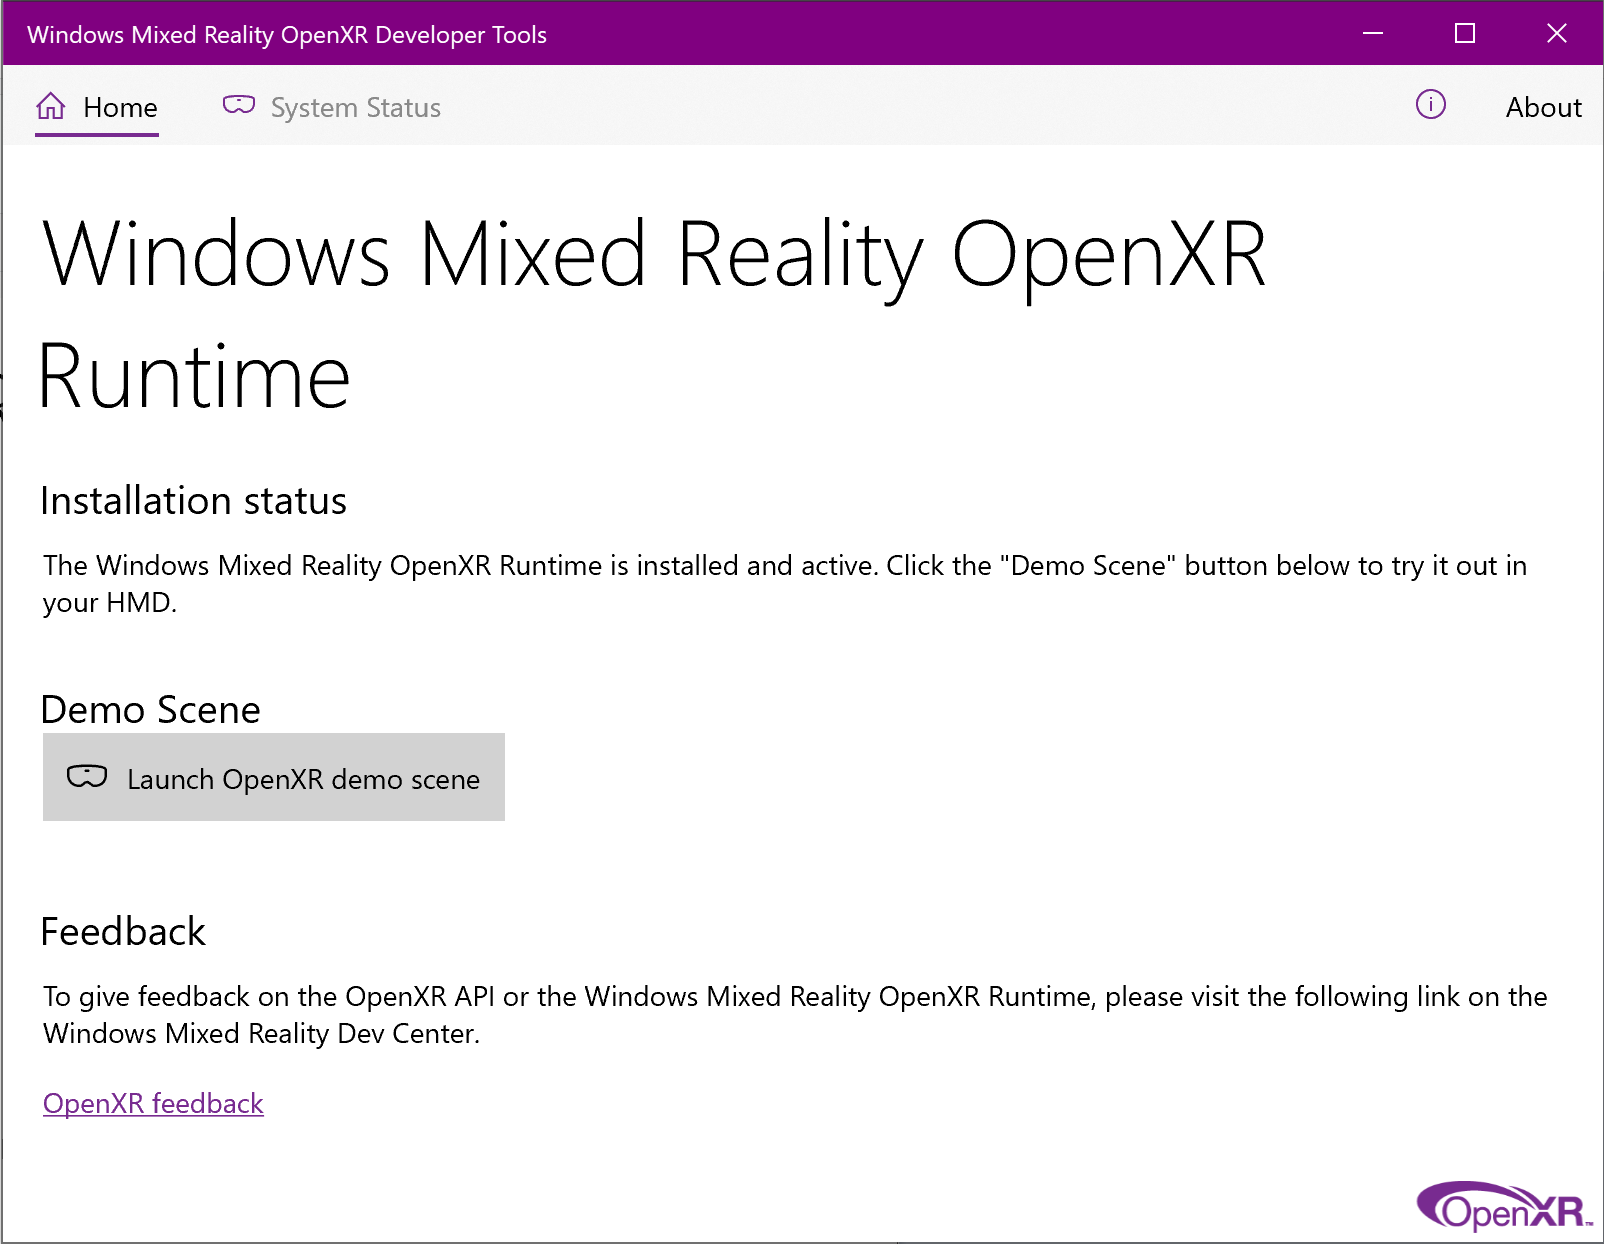 Windows Mixed Reality OpenXR Developer Tools
Home
System Status
About
Windows Mixed Reality OpenXR
Runtime
Installation status
The Windows Mixed Reality OpenXR Runtime is installed and active. Click the "Demo Scene" button below to try it out in
your HMD.
Demo Scene
Launch OpenXR demo scene
Feedback
To give feedback on the OpenXR API or the Windows Mixed Reality OpenXR Runtime, please visit the following link on the
Windows Mixed Reality Dev Center.
OpenXR feedback
OpenXR™